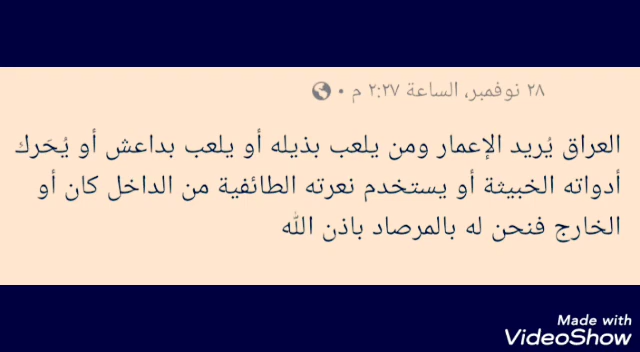 ٢٨ نوفمبر، الساعة ٢:٢٧ م •
العراق يُريد الإعمار ومن يلعب بذيله أو يلعب بداعش أو يُحَرك
أدواته الخبيثة أو يستخدم نعرته الطائفية من الداخل كان أو
الخارج فنحن له بالمرصاد باذن الله
Made with
VideoShow